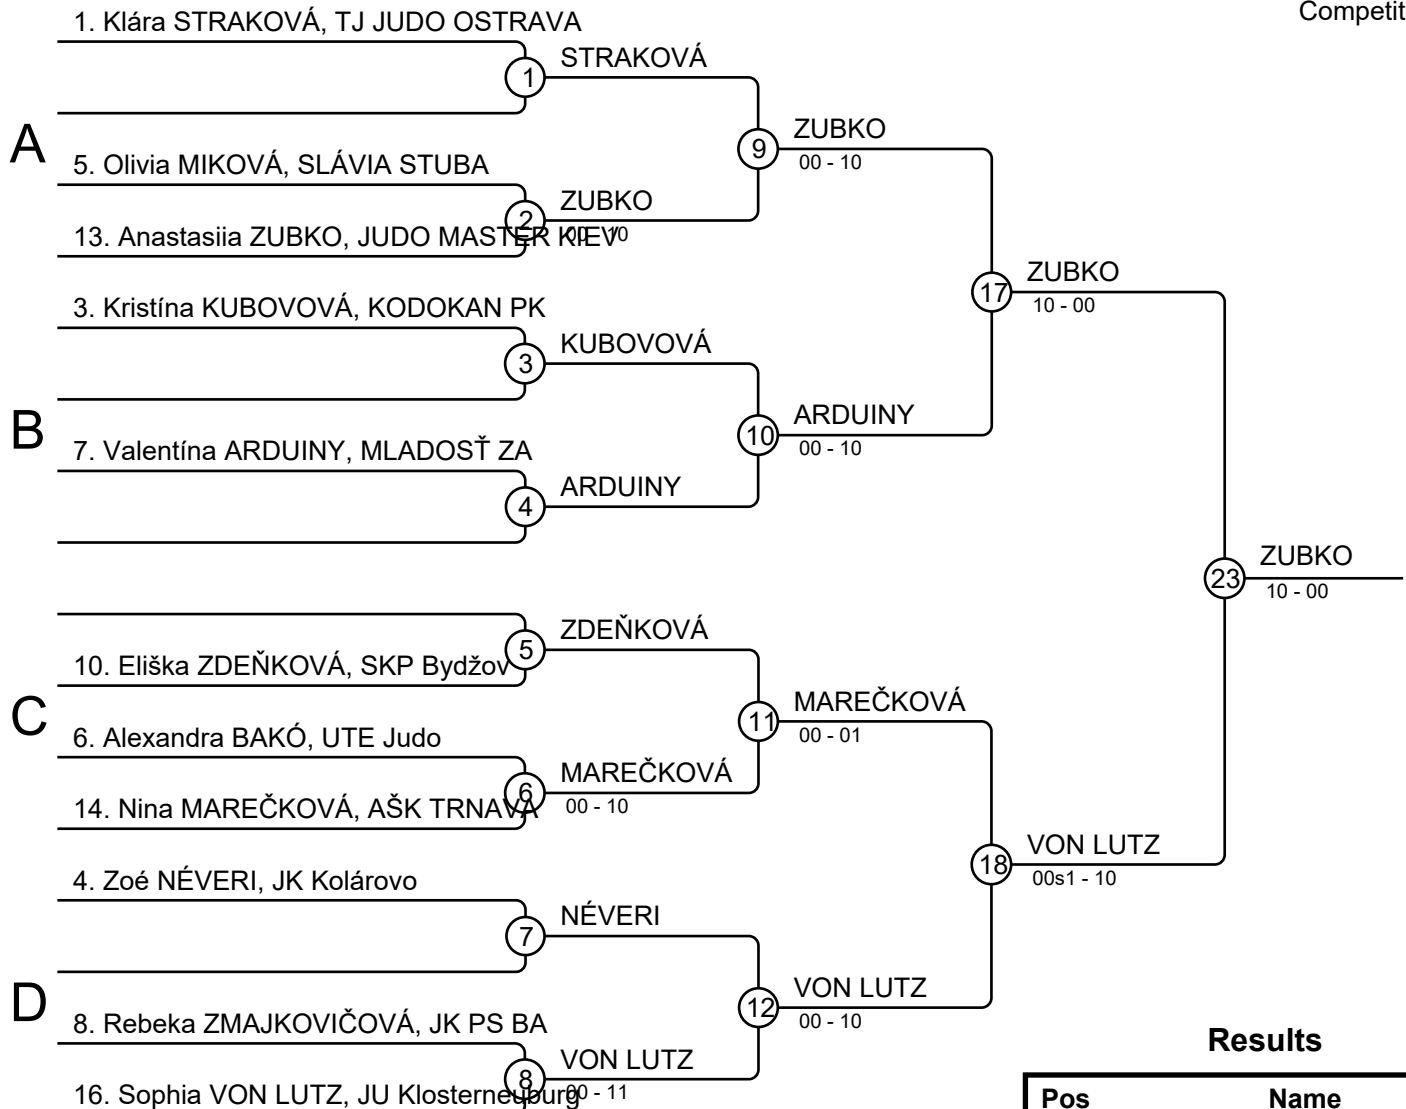 Competit
1. Klára STRAKOVÁ, TJ JUDO OSTRAVA
1
STRAKOVÁ
A
9
ZUBKO
00 - 10
5. Olivia MIKOVÁ, SLÁVIA STUBA
2
ZUBKO
00 - 10
13. Anastasiia ZUBKO, JUDO MASTER KIEV
17
ZUBKO
10 - 00
3. Kristína KUBOVOVÁ, KODOKAN PK
3
KUBOVOVÁ
B
10
ARDUINY
00 - 10
7. Valentína ARDUINY, MLADOSŤ ZA
4
ARDUINY
23
ZUBKO
10 - 00
5
ZDEŇKOVÁ
10. Eliška ZDEŇKOVÁ, SKP Bydžov
C
11
MAREČKOVÁ
00 - 01
6. Alexandra BAKÓ, UTE Judo
6
MAREČKOVÁ
00 - 10
14. Nina MAREČKOVÁ, AŠK TRNAVA
18
VON LUTZ
00s1 - 10
4. Zoé NÉVERI, JK Kolárovo
7
NÉVERI
D
12
VON LUTZ
00 - 10
8. Rebeka ZMAJKOVIČOVÁ, JK PS BA
8
VON LUTZ
00 - 11
16. Sophia VON LUTZ, JU Klosterneuburg
Results
Pos Name